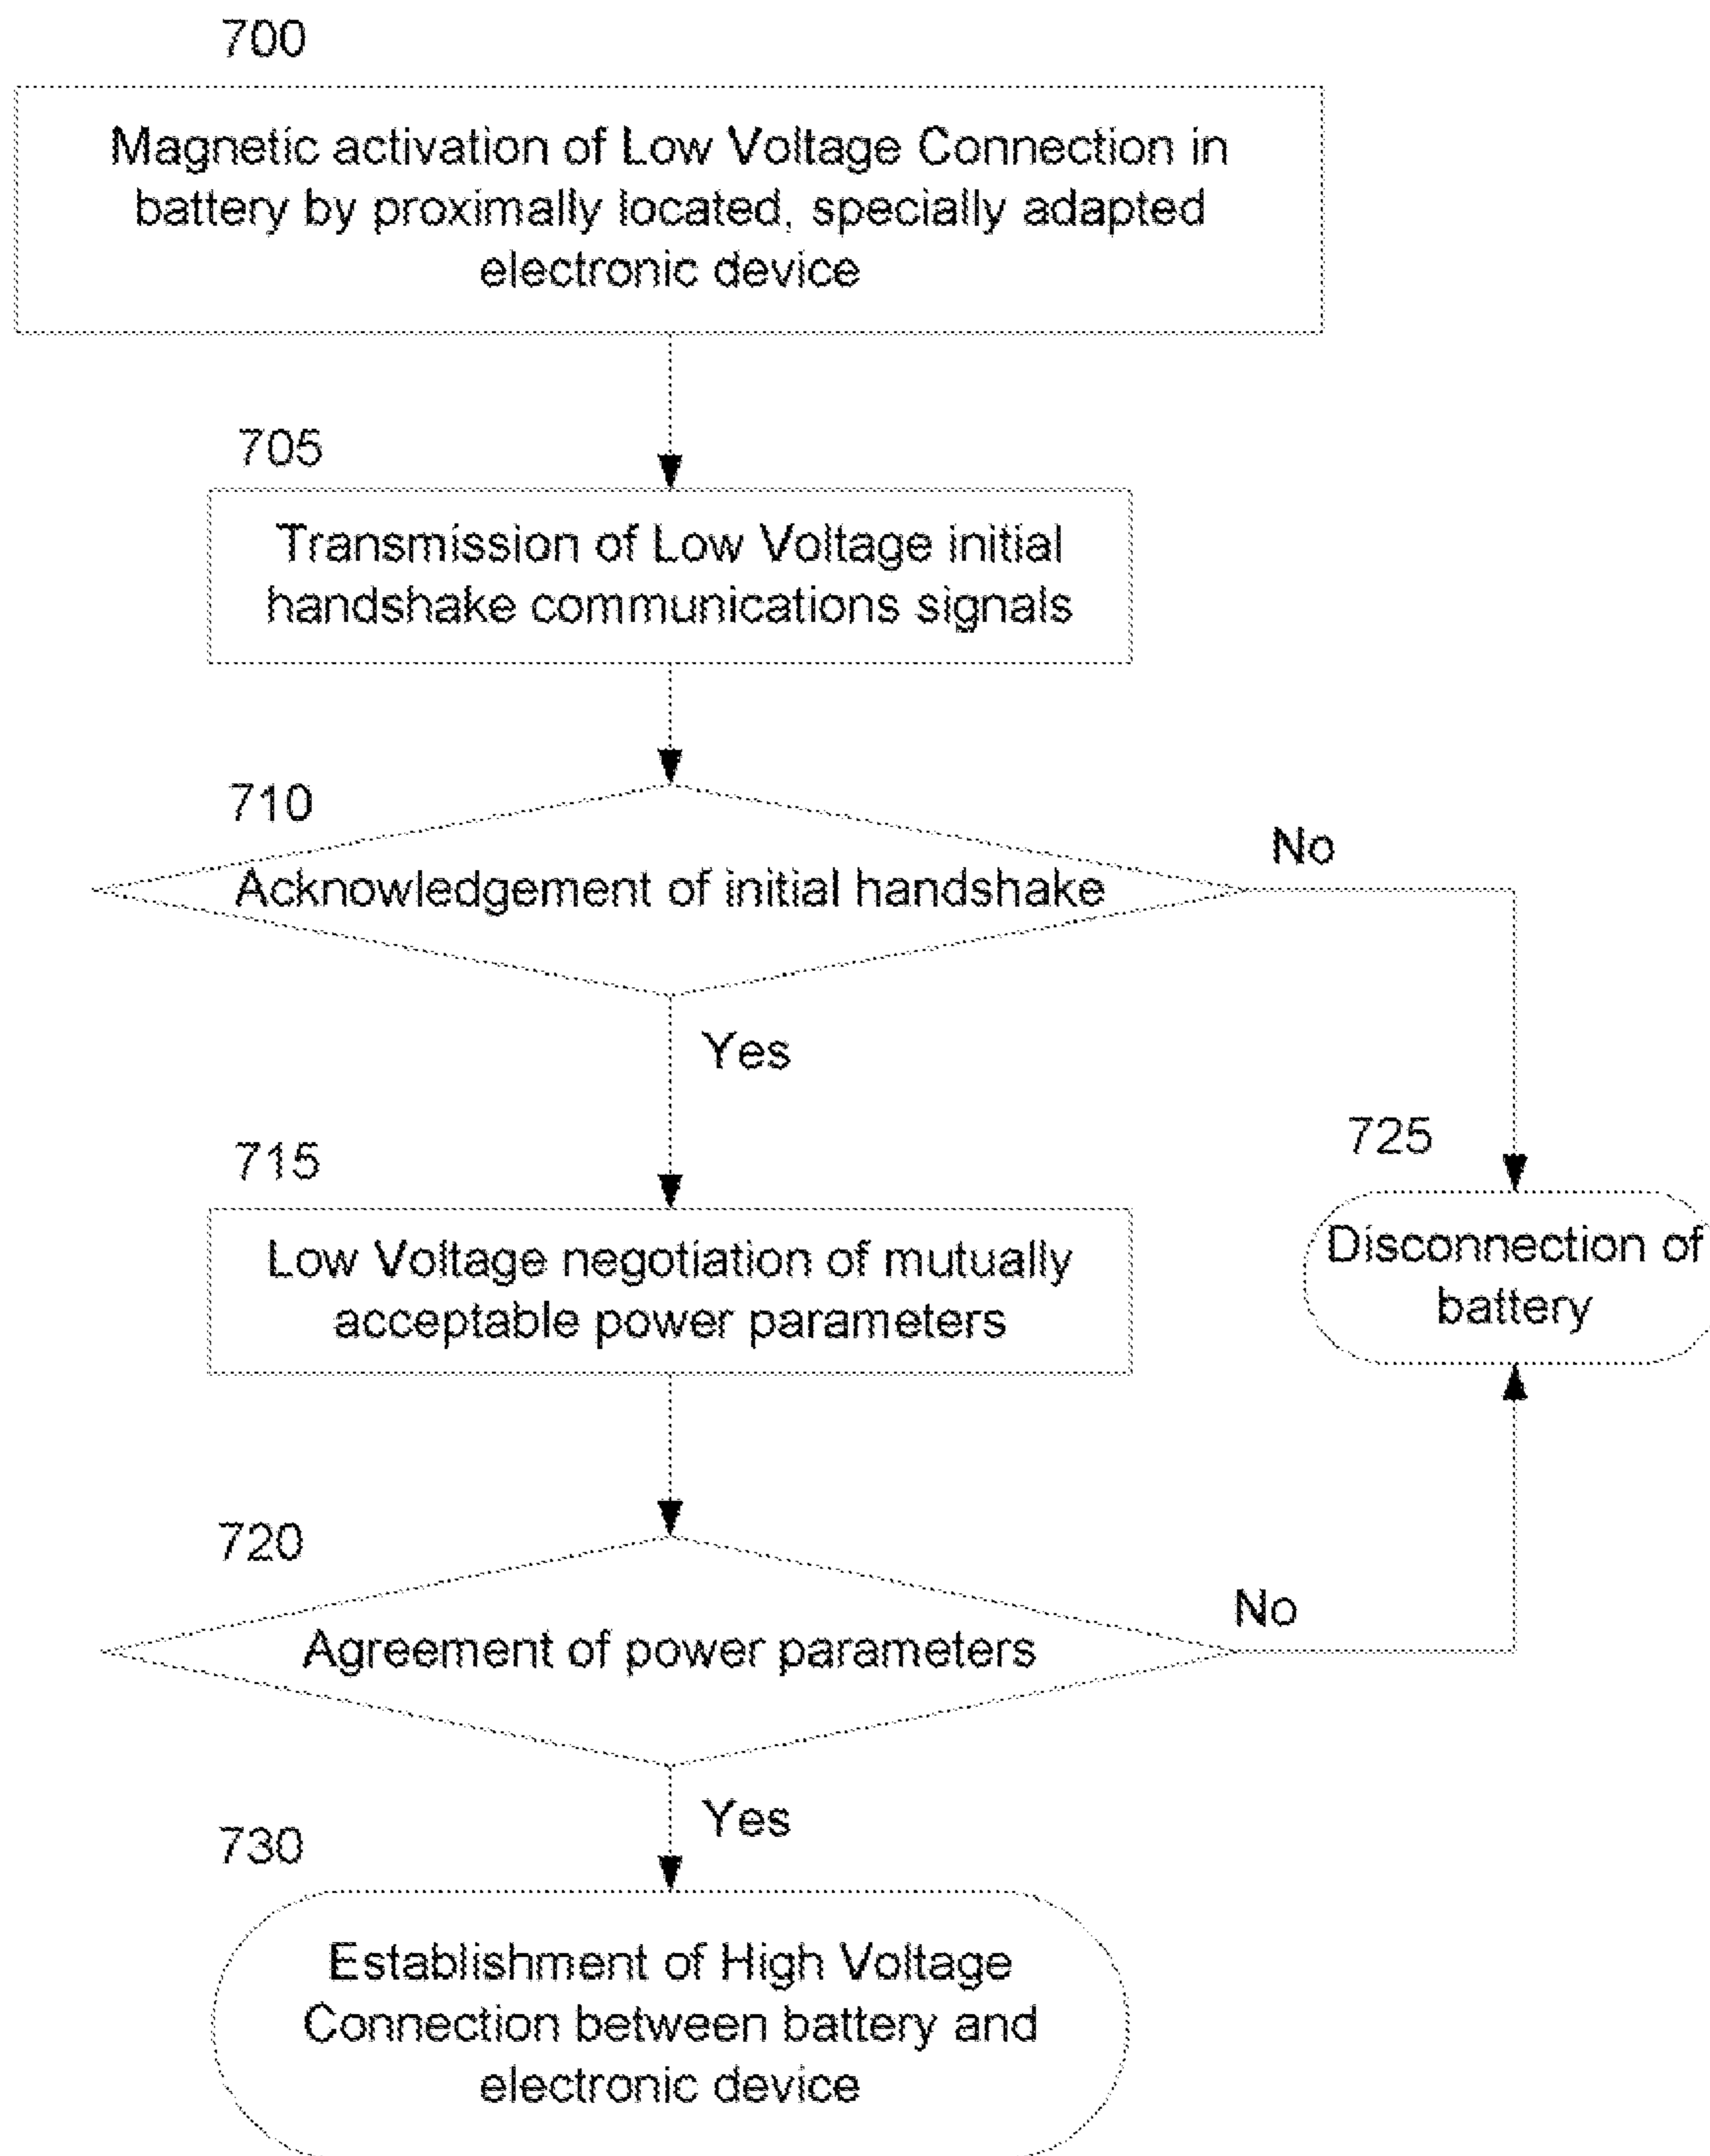 700
Magnetic activation of Low Voltage Connection in
battery by proximally located, specially adapted
electronic device
705
Transmission of Low Voltage initial
handshake communications signals
710
Acknowledgement of initial handshake
No
Yes
715
Low Voltage negotiation of mutually
acceptable power parameters
725
Disconnection of
battery
720
Agreement of power parameters
No
Yes
730
Establishment of High Voltage
Connection between battery and
electronic device